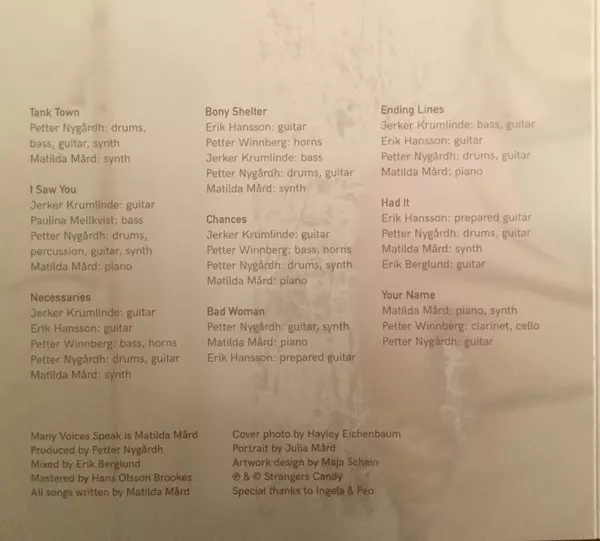 Tank Town
Petter Nygårdh: drums,
bass, guitar, synth
Matilda Mård: synth
I Saw You
Jerker Krumlinde: guitar
Paulina Mellkvist: bass
Petter Nygårdh: drums,
percussion, guitar, synth
Matilda Mård: piano
Necessaries
Jerker Krumlinde: guitar
Erik Hansson: guitar
Petter Winnberg: bass, horns
Petter Nygårdh: drums, guitar
Matilda Mård: synth
Bony Shelter
Erik Hansson: guitar
Petter Winnberg: horns
Jerker Krumlinde: bass
Petter Nygårdh: drums, guitar
Matilda Mård: synth
Chances
Jerker Krumlinde: guitar
Petter Winnberg: bass, horns
Petter Nygårdh: drums, synth
Matilda Mård: piano
Bad Woman
Petter Nygårdh: guitar, synth
Matilda Mård: piano
Erik Hansson: prepared guitar
Ending Lines
Jerker Krumlinde: bass, guitar
Erik Hansson: guitar
Petter Nygårdh: drums, guitar
Matilda Mård: piano
Had It
Erik Hansson: prepared guitar
Petter Nygårdh: drums, guitar
Matilda Mård: synth
Erik Berglund: guitar
Your Name
Matilda Mård: piano, synth
Petter Winnberg: clarinet, cello
Petter Nygårdh: guitar
Many Voices Speak is Matilda Mård
Produced by Petter Nygårdh
Mixed by Erik Berglund
Mastered by Hans Olsson Brookes
All songs written by Matilda Mård
Cover photo by Hayley Eichenbaum
Portrait by Julia Mård
Artwork design by Maja Schein
℗ & © Strangers Candy
Special thanks to Ingela & Peo